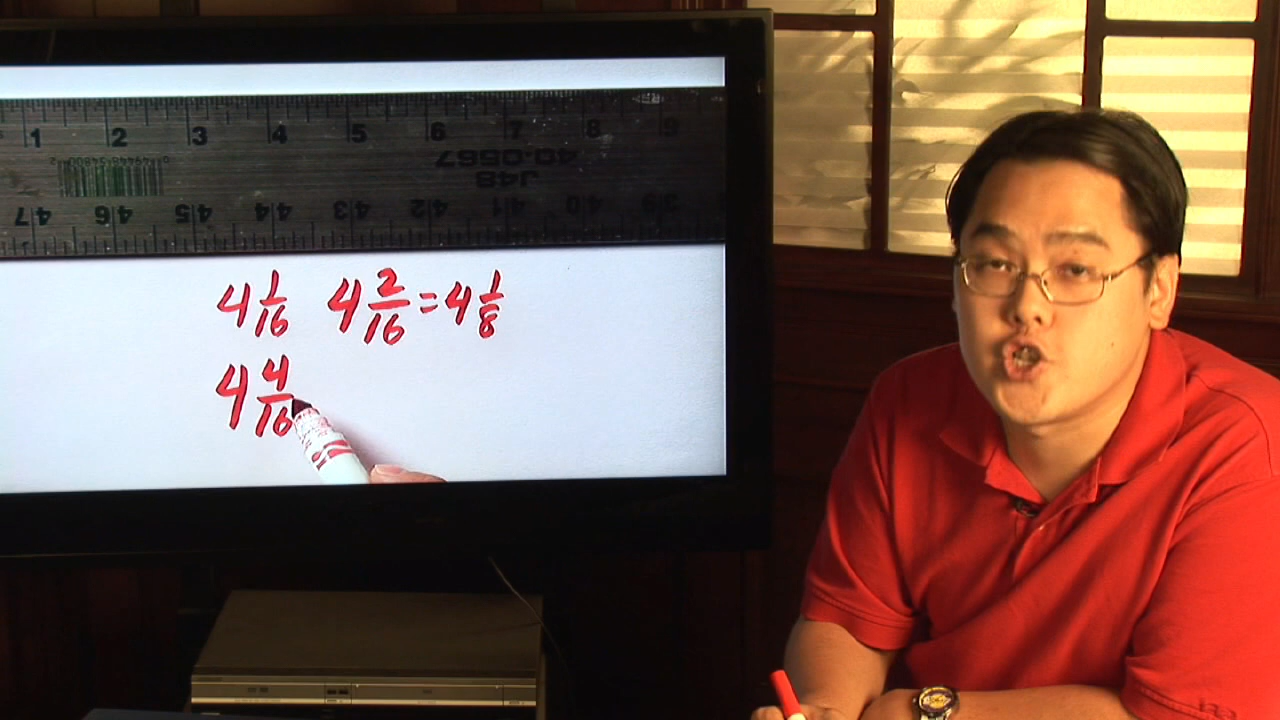 1 2 3 4 5 6 7 8 9
40-0567
J48
47 46 45 44 43 42 41 40 39
4 1/16 4 2/16 = 4 1/8
4 4/16